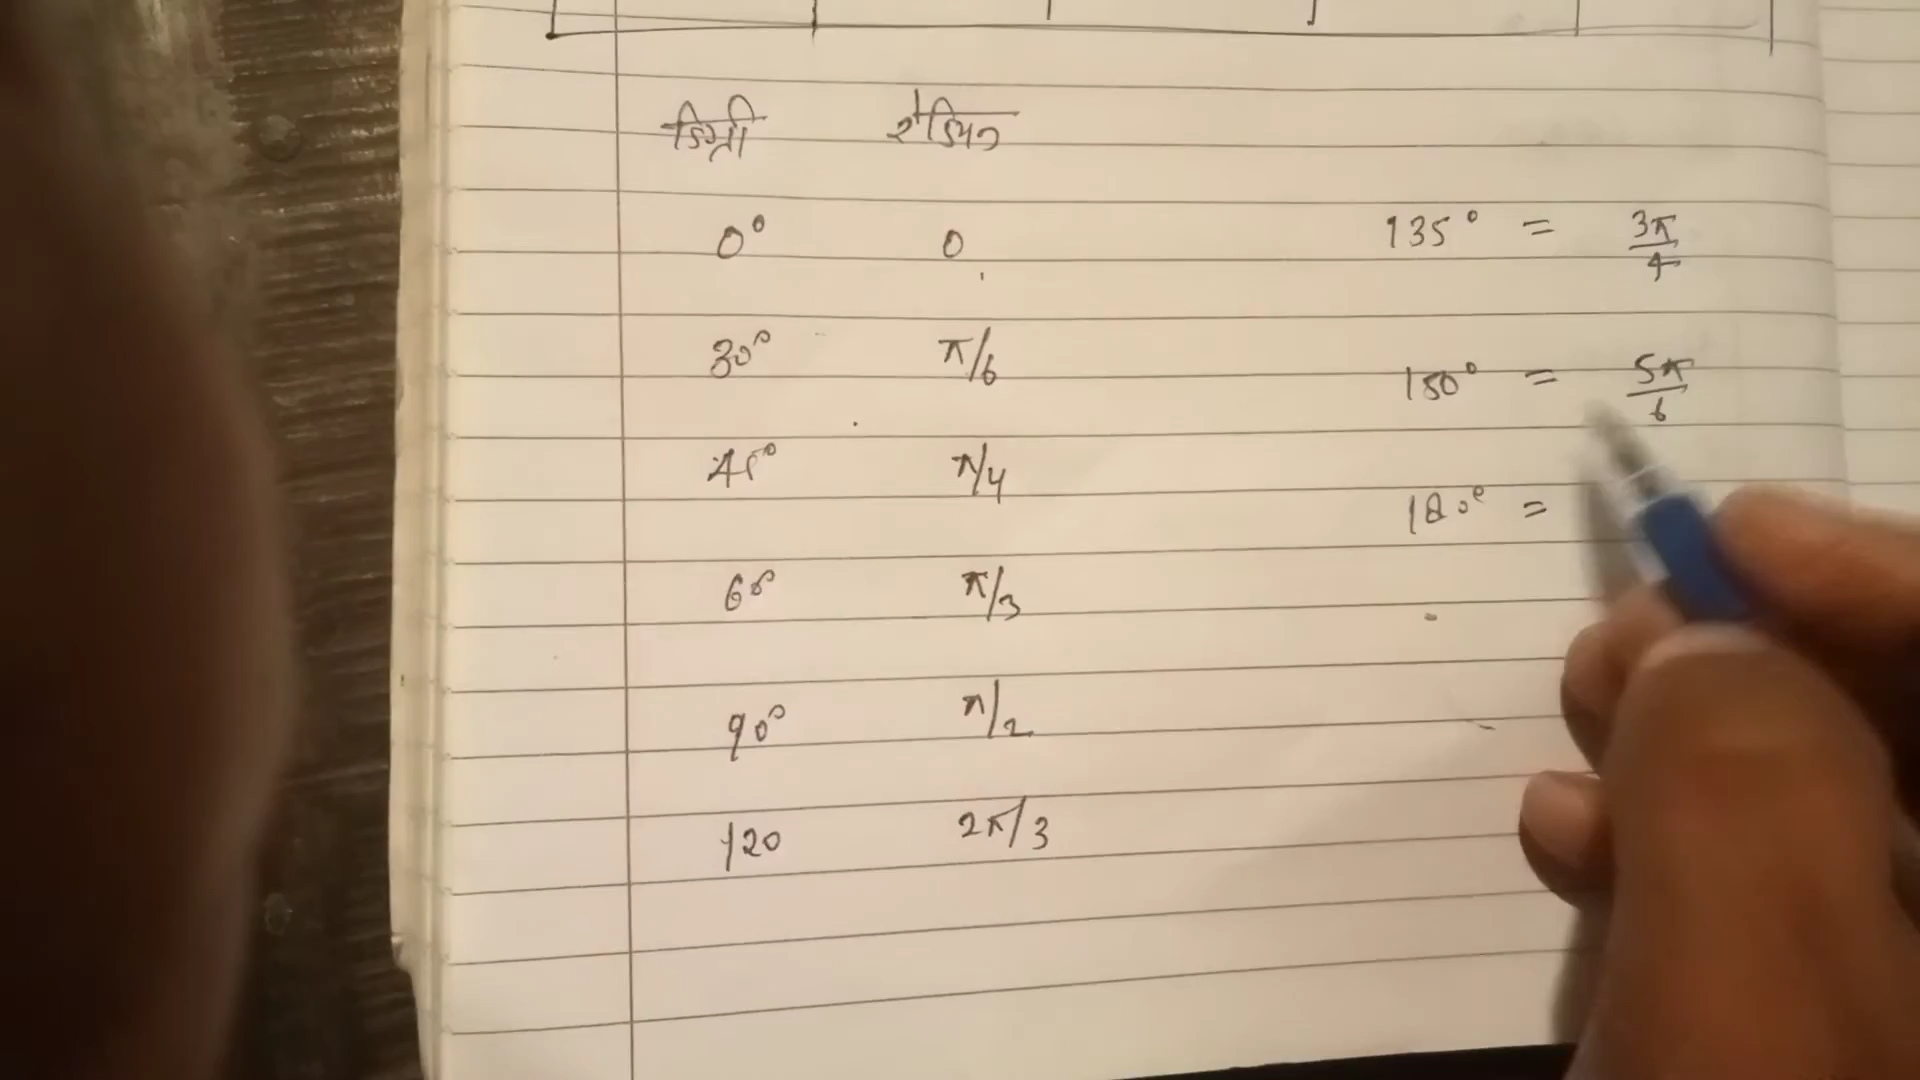 डिग्री रेडियन
0° 0
30° π/6
45° π/4
60° π/3
90° π/2
120 2π/3
135° = 3π/4
150° = 5π/6
180° =